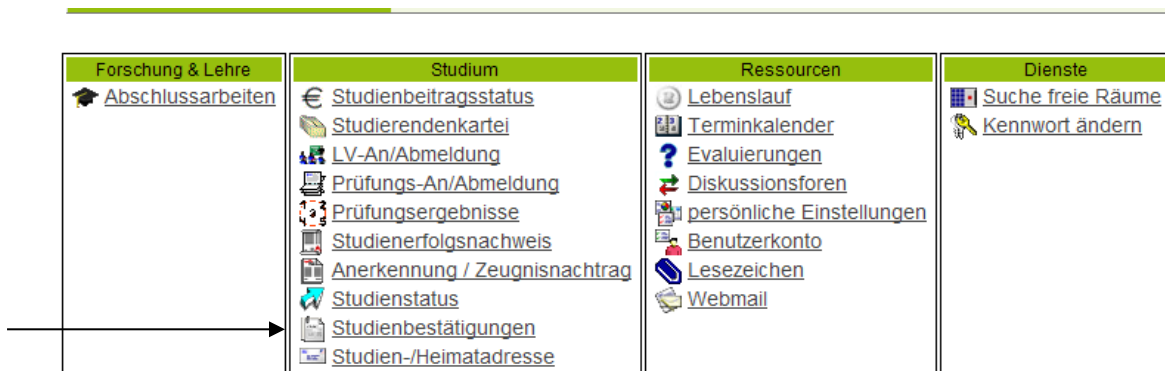 Forschung & Lehre
Abschlussarbeiten
Studium
Studienbeitragsstatus
Studierendenkartei
LV-An/Abmeldung
Prüfungs-An/Abmeldung
Prüfungsergebnisse
Studienerfolgsnachweis
Anerkennung / Zeugnisnachtrag
Studienstatus
Studienbestätigungen
Studien-/Heimatadresse
Ressourcen
Lebenslauf
Terminkalender
Evaluierungen
Diskussionsforen
persönliche Einstellungen
Benutzerkonto
Lesezeichen
Webmail
Dienste
Suche freie Räume
Kennwort ändern